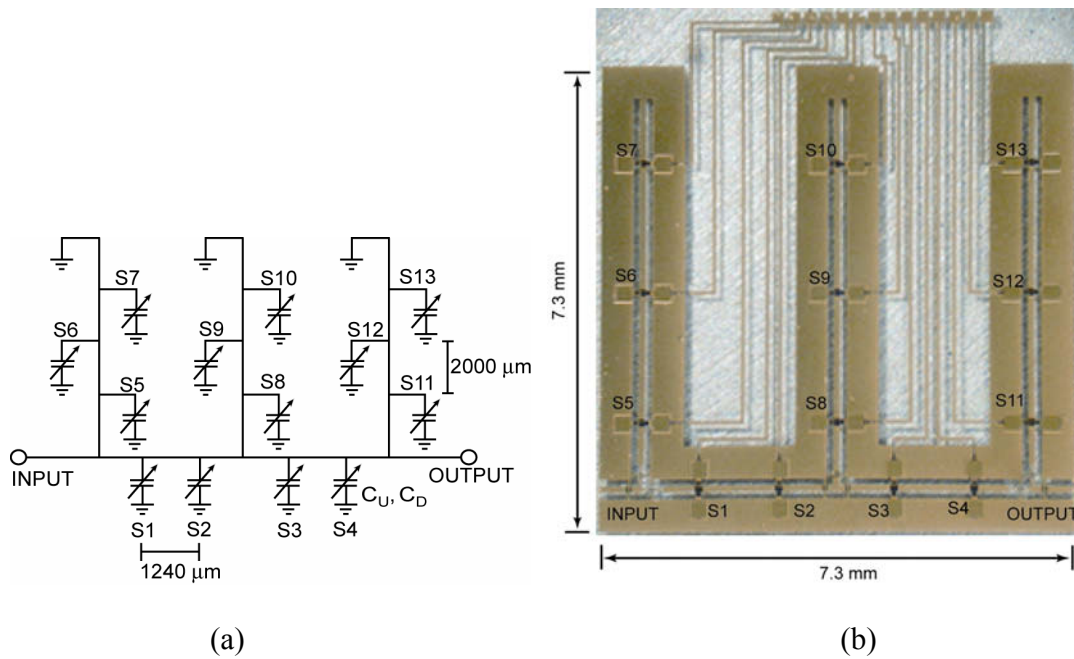 S7
S10
S13
S6
S9
S12
S5
S8
S11
2000 μm
INPUT
OUTPUT
C_U, C_D
S1
S2
S3
S4
1240 μm
(a)
7.3 mm
S7
S10
S13
S6
S9
S12
S5
S8
S11
INPUT
S1
S2
S3
S4
OUTPUT
7.3 mm
(b)